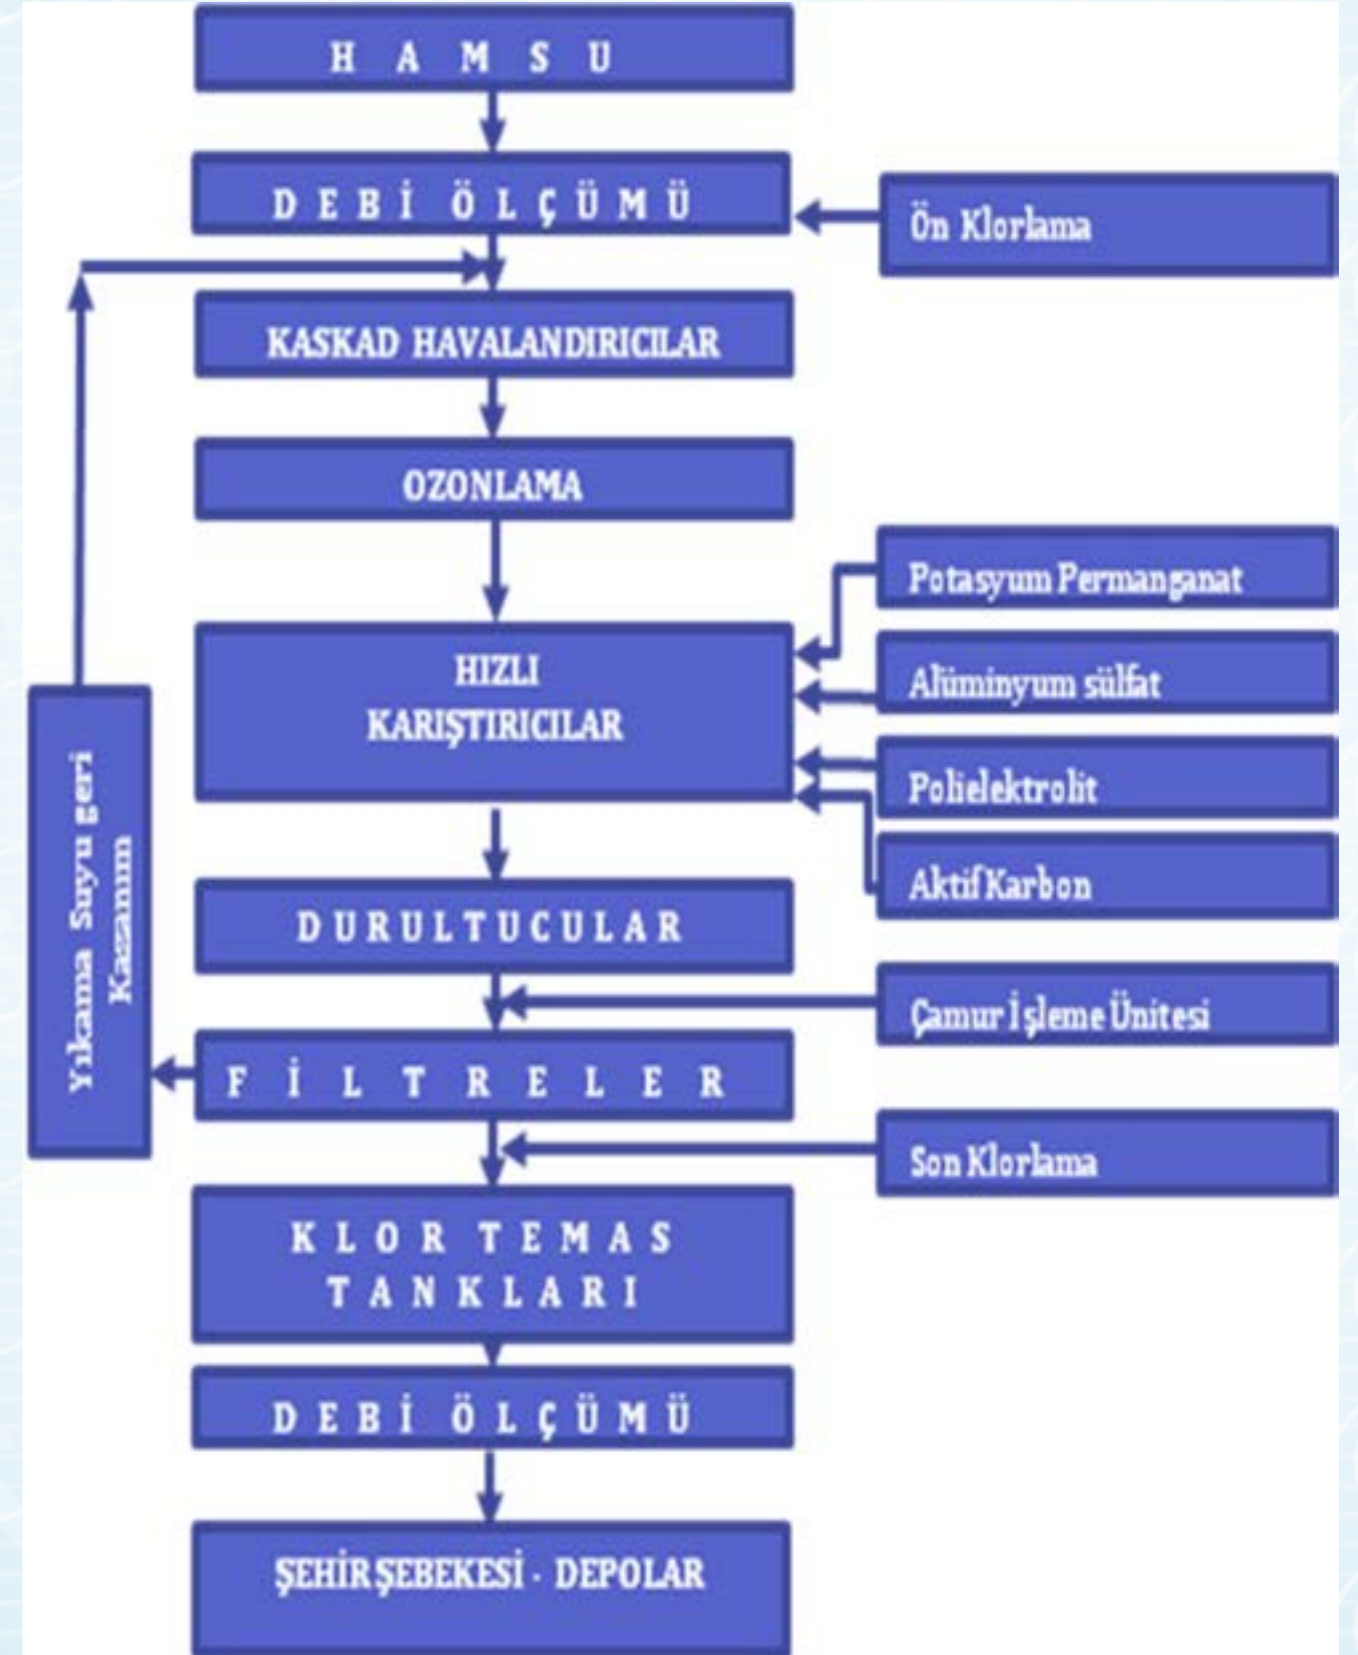 H A M S U
D E B İ Ö L Ç Ü M Ü
Ön Klorlama
KASKAD HAVALANDIRICILAR
OZONLAMA
Potasyum Permanganat
HIZLI
KARIŞTIRICILAR
Alüminyum sülfat
Polielektrolit
Aktif Karbon
Yıkama Suyu geri
Kazanım
D U R U L T U C U L A R
Çamur İşleme Ünitesi
F İ L T R E L E R
Son Klorlama
K L O R T E M A S
T A N K L A R I
D E B İ Ö L Ç Ü M Ü
ŞEHİR ŞEBEKESİ - DEPOLAR